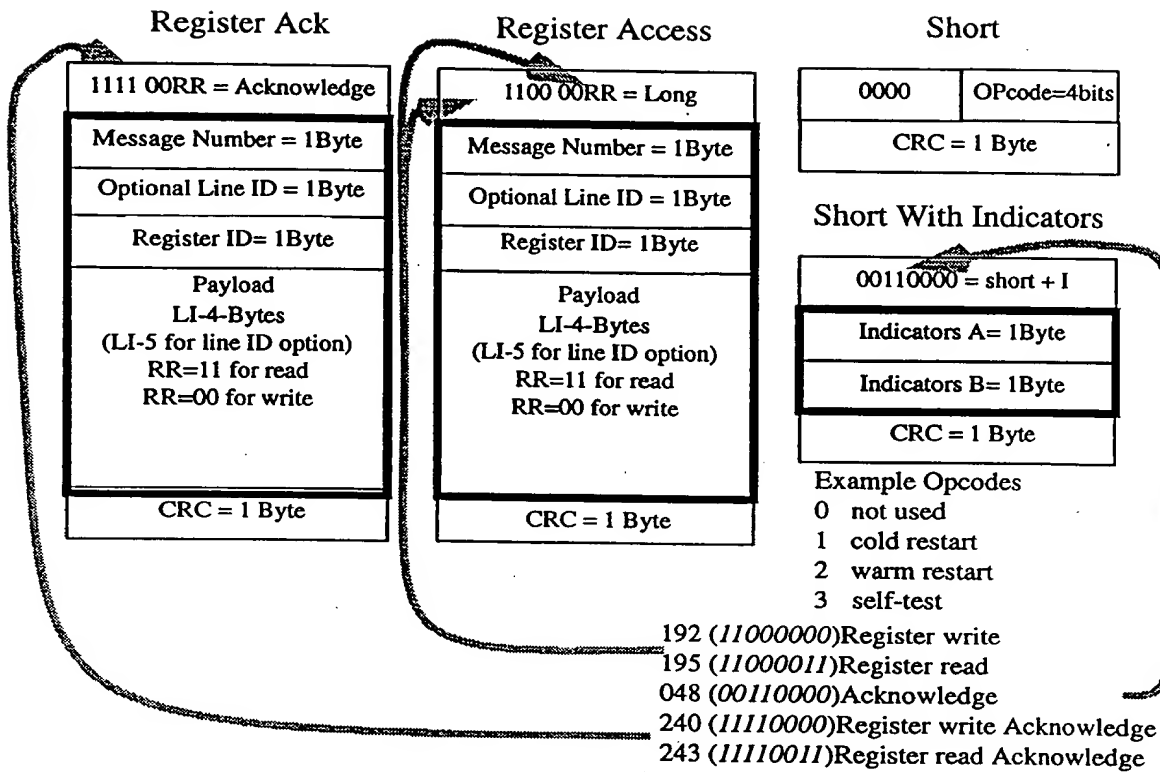 Register Ack
1111 00RR = Acknowledge
Message Number = 1Byte
Optional Line ID = 1Byte
Register ID= 1Byte
Payload
LI-4-Bytes
(LI-5 for line ID option)
RR=11 for read
RR=00 for write
CRC = 1 Byte
Register Access
1100 00RR = Long
Message Number = 1Byte
Optional Line ID = 1Byte
Register ID= 1Byte
Payload
LI-4-Bytes
(LI-5 for line ID option)
RR=11 for read
RR=00 for write
CRC = 1 Byte
Short
0000 OPcode=4bits
CRC = 1 Byte
Short With Indicators
00110000 = short + I
Indicators A= 1Byte
Indicators B= 1Byte
CRC = 1 Byte
Example Opcodes
0 not used
1 cold restart
2 warm restart
3 self-test
192 (11000000)Register write
195 (11000011)Register read
048 (00110000)Acknowledge
240 (11110000)Register write Acknowledge
243 (11110011)Register read Acknowledge